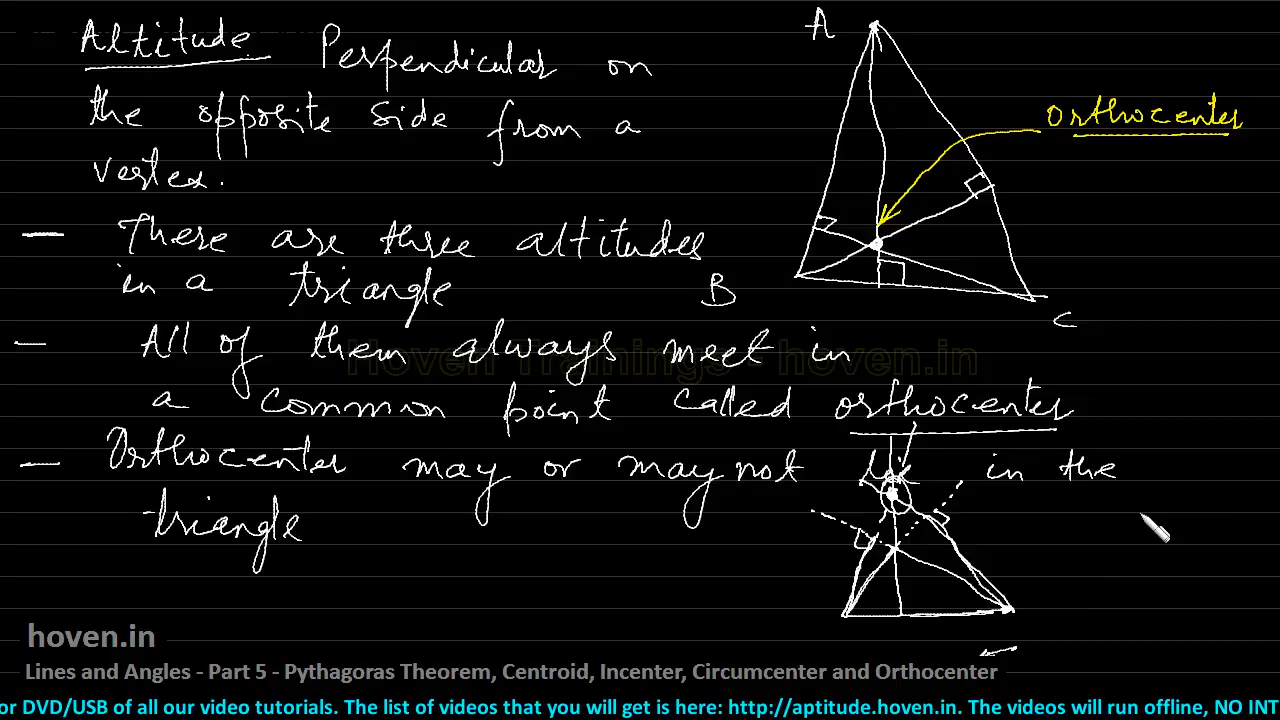 Altitude Perpendicular on
the opposite side from a
vertex.
— There are three altitudes
in a triangle
— All of them always meet in
a common point called orthocenter
— Orthocenter may or may not lie in the
triangle
A
orthocenter
B
C
Hoven Trainings - hoven.in
hoven.in
Lines and Angles - Part 5 - Pythagoras Theorem, Centroid, Incenter, Circumcenter and Orthocenter
or DVD/USB of all our video tutorials. The list of videos that you will get is here: http://aptitude.hoven.in. The videos will run offline, NO INT